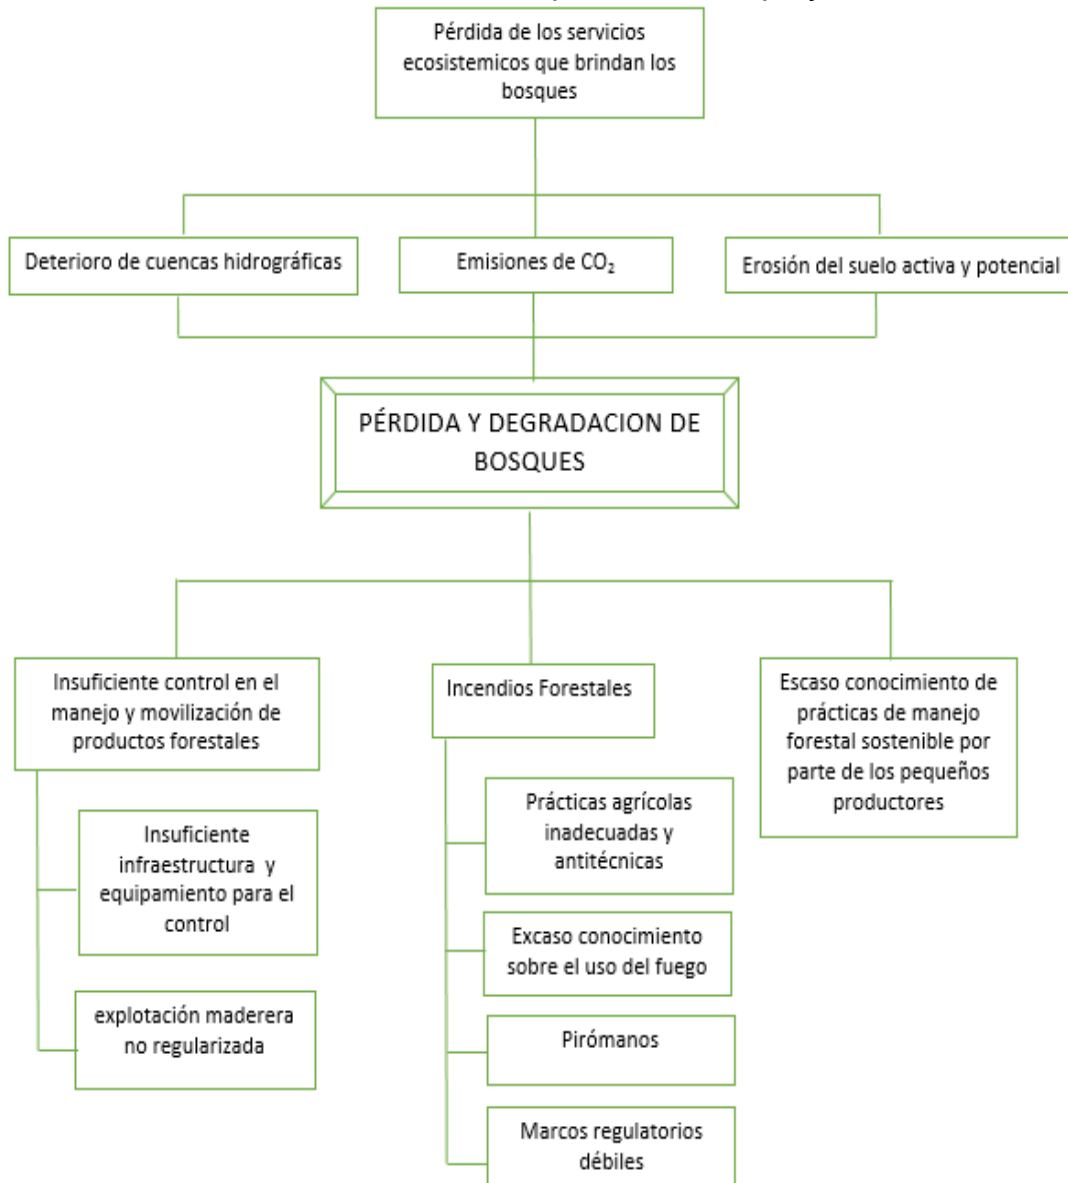 Pérdida de los servicios
ecosistemicos que brindan los
bosques
Deterioro de cuencas hidrográficas
Emisiones de CO₂
Erosión del suelo activa y potencial
PÉRDIDA Y DEGRADACION DE
BOSQUES
Insuficiente control en el
manejo y movilización de
productos forestales
Insuficiente
infraestructura y
equipamiento para el
control
explotación maderera
no regularizada
Incendios Forestales
Prácticas agrícolas
inadecuadas y
antitécnicas
Excaso conocimiento
sobre el uso del fuego
Pirómanos
Marcos regulatorios
débiles
Escaso conocimiento de
prácticas de manejo
forestal sostenible por
parte de los pequeños
productores